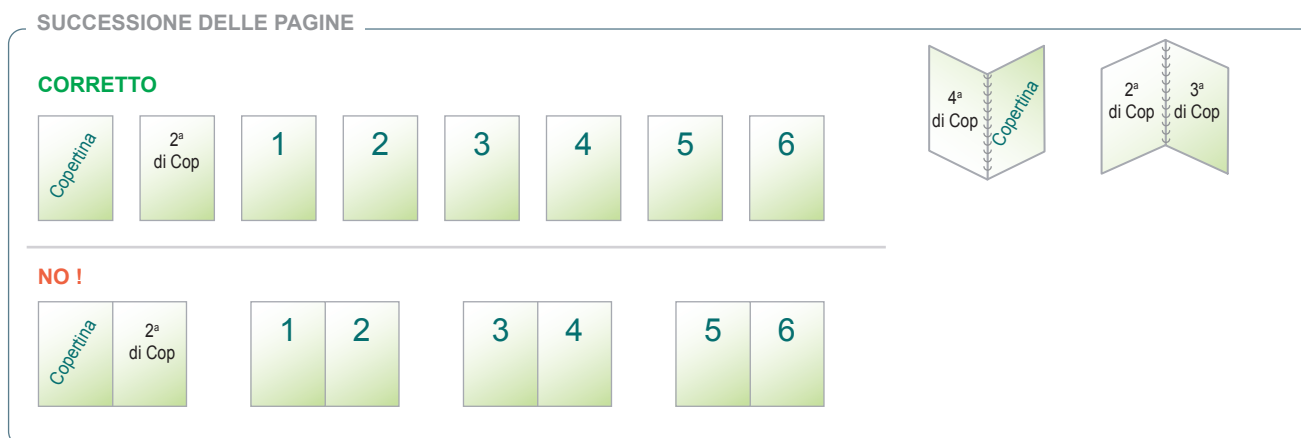 SUCCESSIONE DELLE PAGINE
CORRETTO
Copertina
2ª
di Cop
1
2
3
4
5
6
4ª
di Cop
Copertina
2ª
di Cop
3ª
di Cop
NO !
Copertina
2ª
di Cop
1
2
3
4
5
6